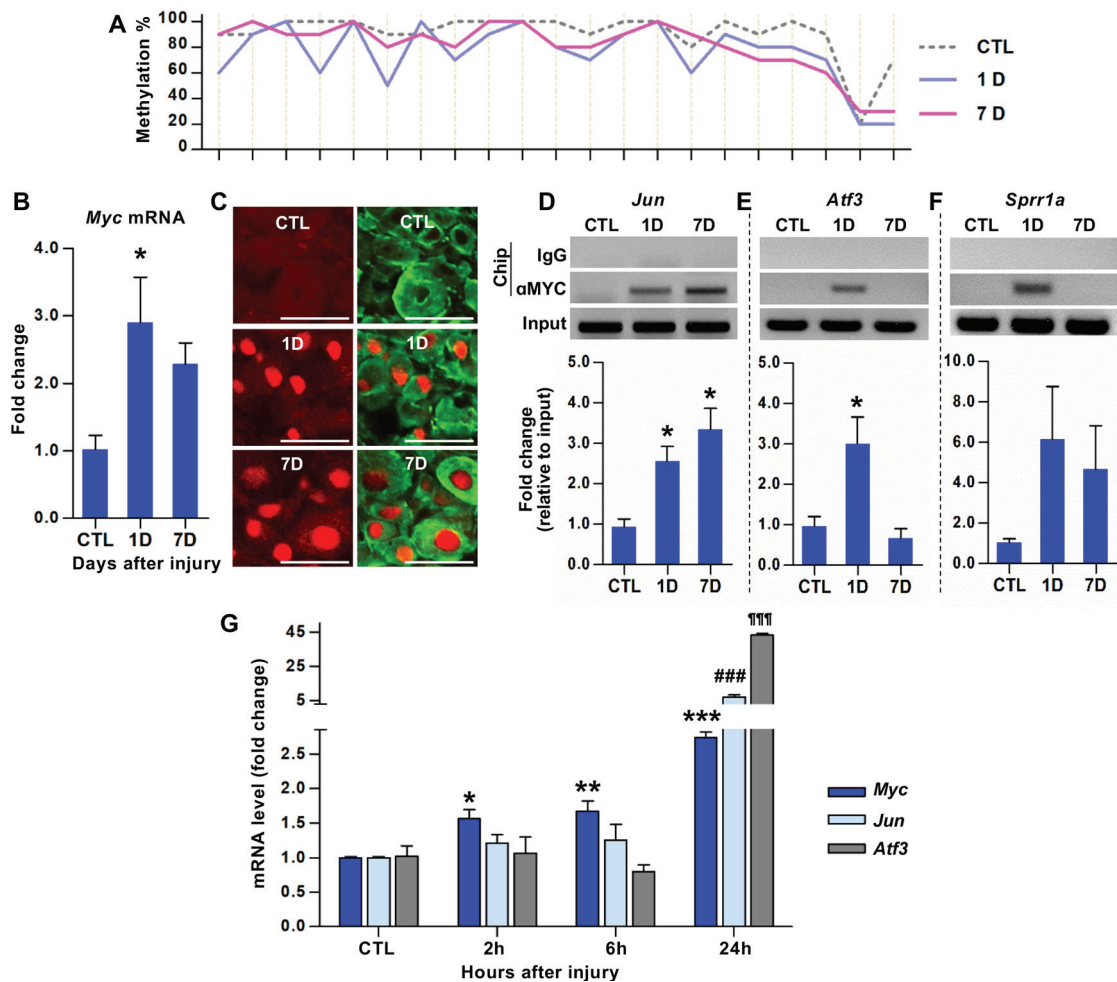 A
Methylation %
100
80
60
40
20
0
CTL
1 D
7 D
B
Myc mRNA
Fold change
4.0
3.0
2.0
1.0
0.0
*
CTL 1D 7D
Days after injury
C
CTL CTL
1D 1D
7D 7D
D
Jun
CTL 1D 7D
Chip
IgG
αMYC
Input
Fold change
(relative to input)
5.0
4.0
3.0
2.0
1.0
0.0
* *
CTL 1D 7D
E
Atf3
CTL 1D 7D
5.0
4.0
3.0
2.0
1.0
0.0
*
CTL 1D 7D
F
Sprr1a
CTL 1D 7D
10.0
8.0
6.0
4.0
2.0
0.0
CTL 1D 7D
G
mRNA level (fold change)
45
25
5
2.5
2.0
1.5
1.0
0.5
0.0
* ** *** ### ¶¶¶
CTL 2h 6h 24h
Hours after injury
Myc
Jun
Atf3